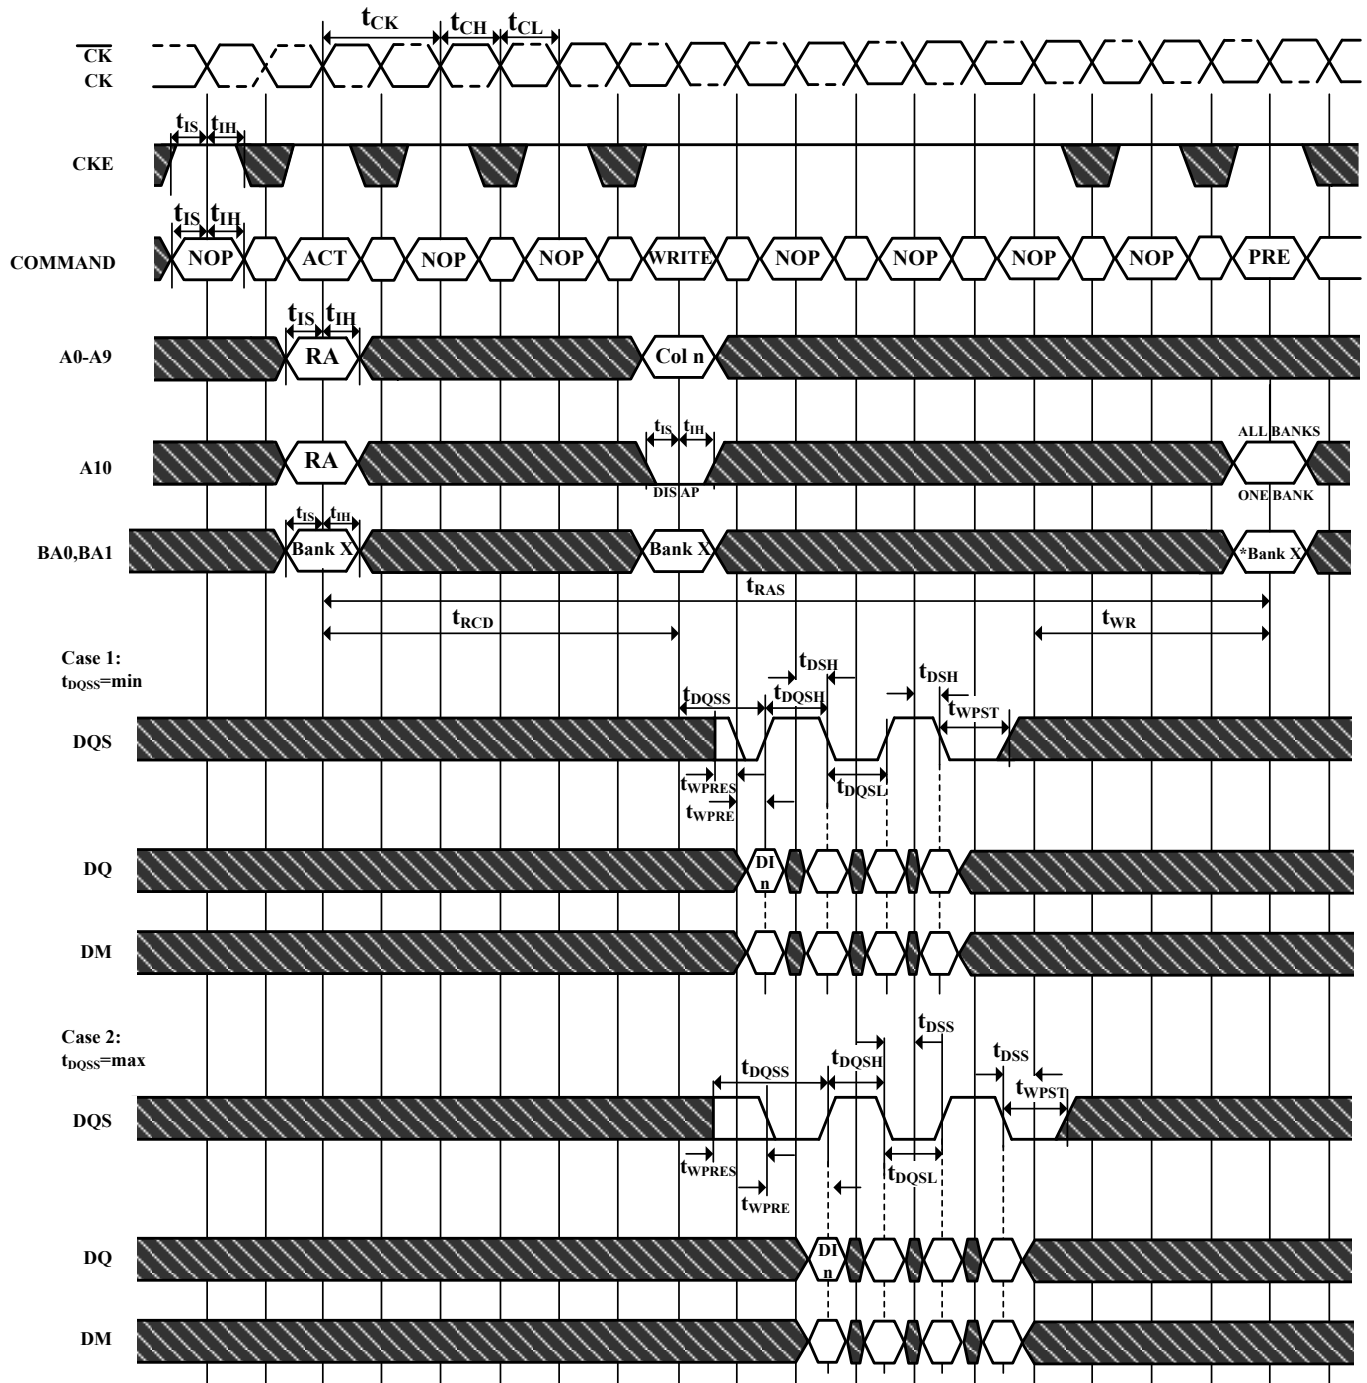 tCK tCH tCL
CK
CK
tIS tIH
CKE
tIS tIH
COMMAND NOP ACT NOP NOP WRITE NOP NOP NOP NOP PRE
tIS tIH
A0-A9 RA Col n
tIS tIH ALL BANKS
A10 RA
DIS AP ONE BANK
tIS tIH
BA0,BA1 Bank X Bank X *Bank X
tRAS
tRCD tWR
Case 1:
tDQSS=min
tDSH tDSH
tDQSS tDQSH
tWPST
DQS
tWPRES tDQSL
tWPRE
DQ DI
n
DM
Case 2:
tDQSS=max
tDSS tDSS
tDQSS tDQSH
tWPST
DQS
tWPRES tDQSL
tWPRE
DQ DI
n
DM